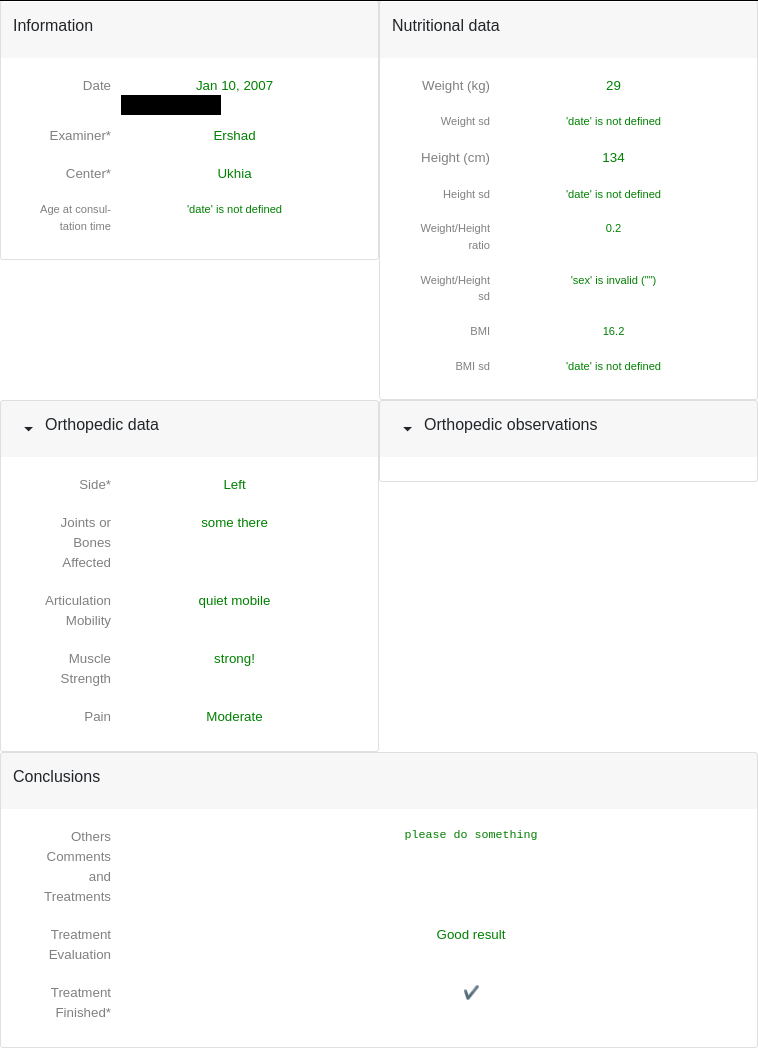 Information
Date
Jan 10, 2007
Examiner*
Ershad
Center*
Ukhia
Age at consul-
tation time
'date' is not defined
Nutritional data
Weight (kg)
29
Weight sd
'date' is not defined
Height (cm)
134
Height sd
'date' is not defined
Weight/Height
ratio
0.2
Weight/Height
sd
'sex' is invalid ("")
BMI
16.2
BMI sd
'date' is not defined
Orthopedic data
Side*
Left
Joints or
Bones
Affected
some there
Articulation
Mobility
quiet mobile
Muscle
Strength
strong!
Pain
Moderate
Orthopedic observations
Conclusions
Others
Comments
and
Treatments
please do something
Treatment
Evaluation
Good result
Treatment
Finished*
✔